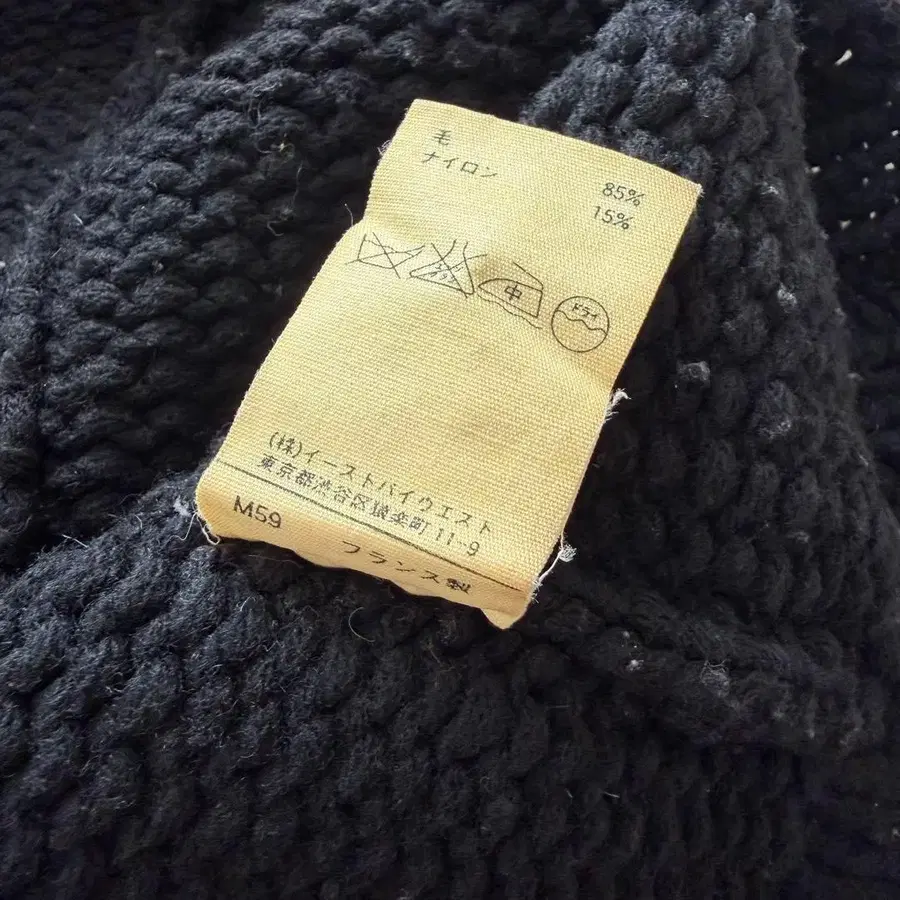 毛
ナイロン
85%
15%
中
ドライ
(株)イーストバイウエスト
東京都渋谷区猿楽町11-9
M59
フランス製